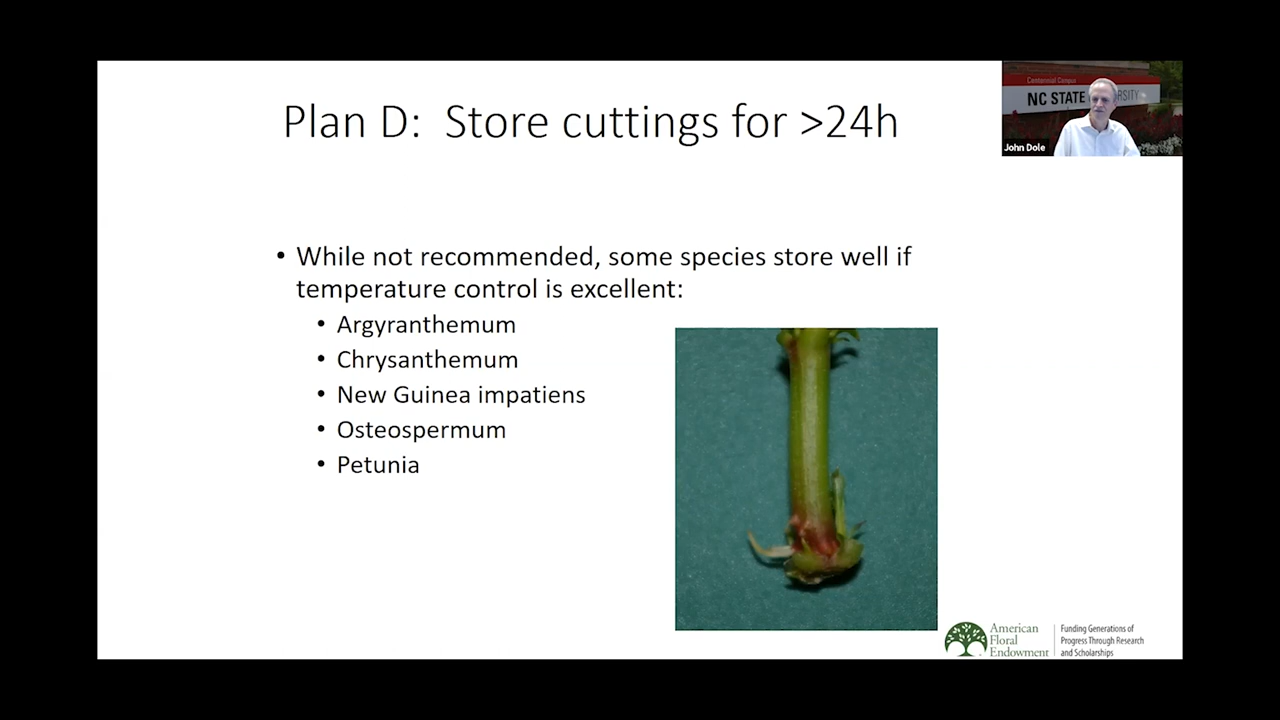 Plan D: Store cuttings for >24h
Centennial Campus
NC STATE
RSITY
John Dole
• While not recommended, some species store well if
temperature control is excellent:
• Argyranthemum
• Chrysanthemum
• New Guinea impatiens
• Osteospermum
• Petunia
American
Floral
Endowment
Funding Generations of
Progress Through Research
and Scholarships